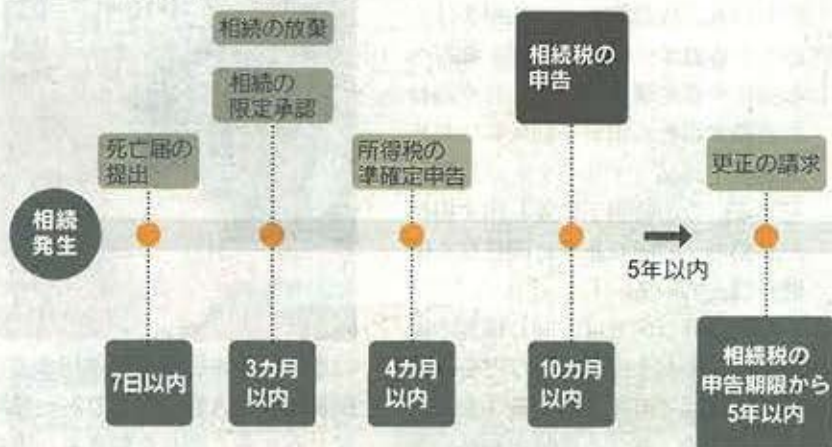 相続の放棄
相続の
限定承認
相続税の
申告
死亡届の
提出
所得税の
準確定申告
更正の請求
相続
発生
5年以内
7日以内
3カ月
以内
4カ月
以内
10カ月
以内
相続税の
申告期限から
5年以内